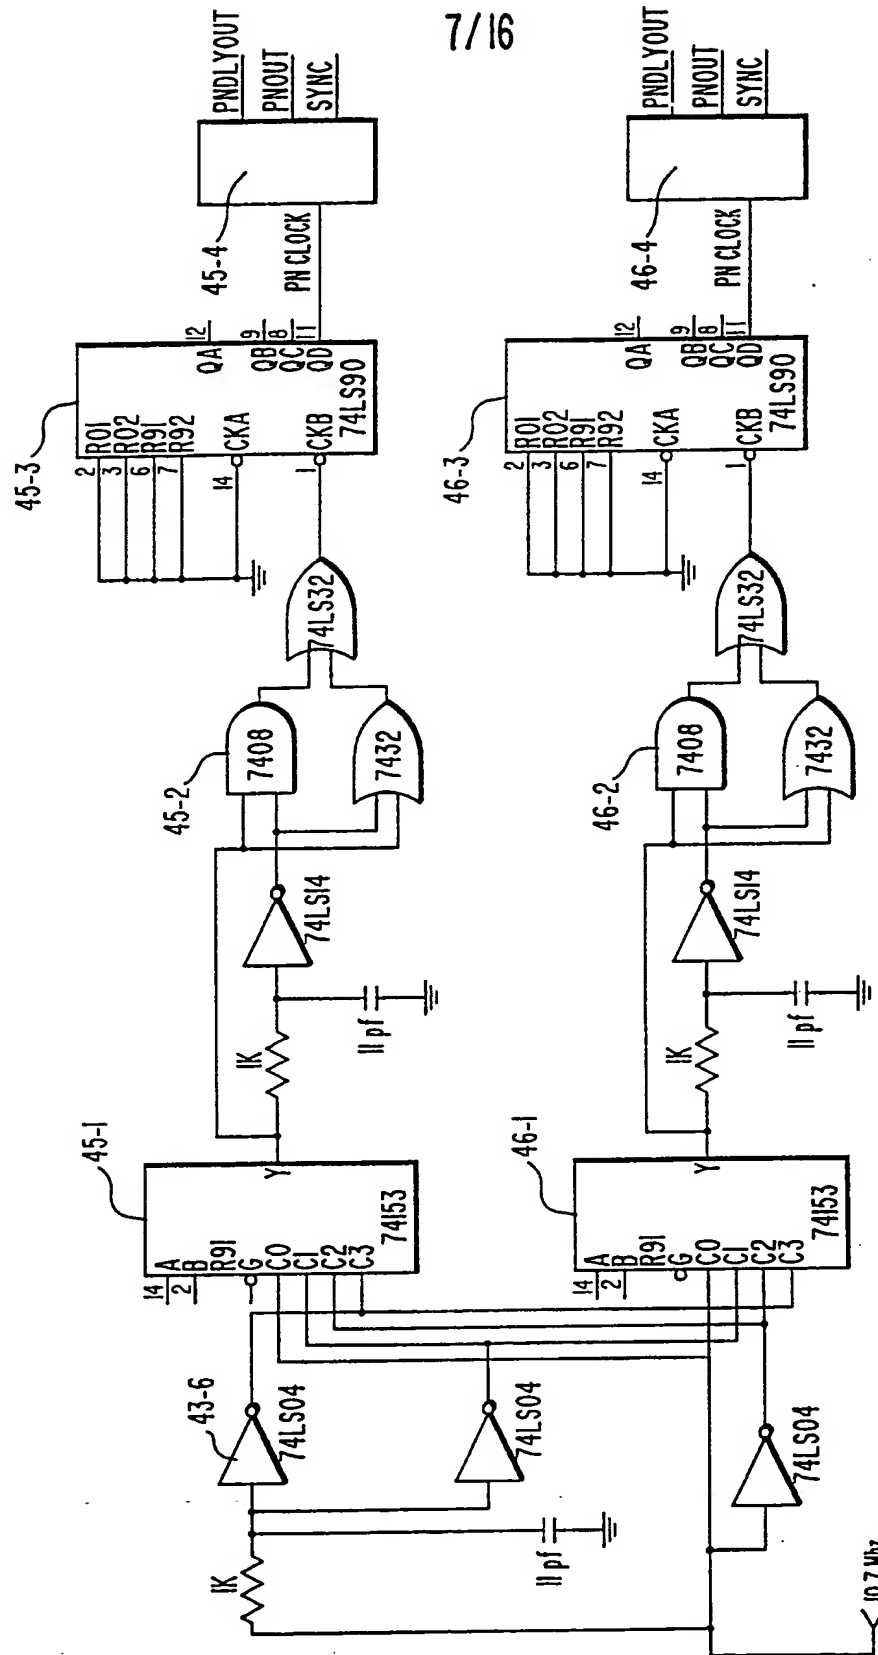 7/16
PNDLYOUT
PNOUT
SYNC
45-4
PN CLOCK
45-3
2 R01
3 R02
6 R91
7 R92
14 CKA
1 CKB
QA 12
QB 9
QC 8
QD 11
74LS90
74LS32
45-2
7408
7432
74LS14
1K
11 pf
45-1
14 A
2 B
R91
G
C0
C1
C2
C3
Y
74153
43-6
74LS04
74LS04
1K
11 pf
PNDLYOUT
PNOUT
SYNC
46-4
PN CLOCK
46-3
2 R01
3 R02
6 R91
7 R92
14 CKA
1 CKB
QA 12
QB 9
QC 8
QD 11
74LS90
74LS32
46-2
7408
7432
74LS14
1K
11 pf
46-1
14 A
2 B
R91
G
C0
C1
C2
C3
Y
74153
74LS04
10.7 Mhz